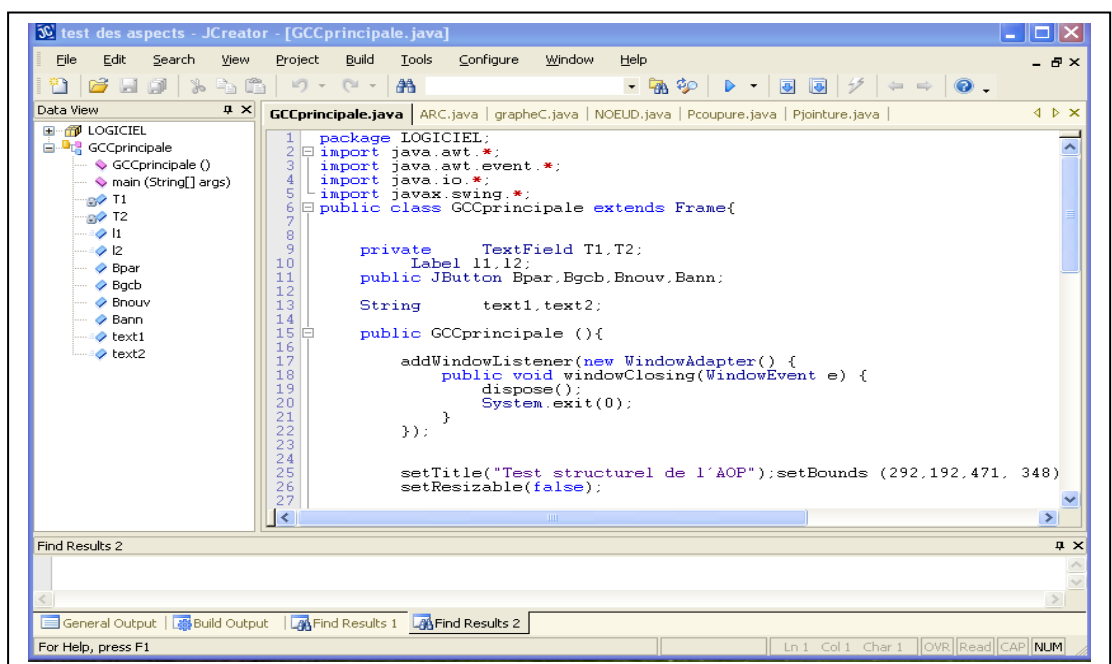 test des aspects - JCreator - [GCCprincipale.java]
File Edit Search View Project Build Tools Configure Window Help
Data View
GCCprincipale.java ARC.java grapheC.java NOEUD.java Pcoupure.java Pjointure.java
LOGICIEL
GCCprincipale
GCCprincipale ()
main (String[] args)
T1
T2
l1
l2
Bpar
Bgcb
Bnouv
Bann
text1
text2
1 package LOGICIEL;
2 import java.awt.*;
3 import java.awt.event.*;
4 import java.io.*;
5 import javax.swing.*;
6 public class GCCprincipale extends Frame{
7
8
9 private TextField T1,T2;
10 Label l1,l2;
11 public JButton Bpar,Bgcb,Bnouv,Bann;
12
13 String text1,text2;
14
15 public GCCprincipale (){
16
17 addWindowListener(new WindowAdapter() {
18 public void windowClosing(WindowEvent e) {
19 dispose();
20 System.exit(0);
21 }
22 });
23
24
25 setTitle("Test structurel de l´AOP");setBounds (292,192,471, 348)
26 setResizable(false);
27
Find Results 2
General Output Build Output Find Results 1 Find Results 2
For Help, press F1 Ln 1 Col 1 Char 1 OVR Read CAP NUM